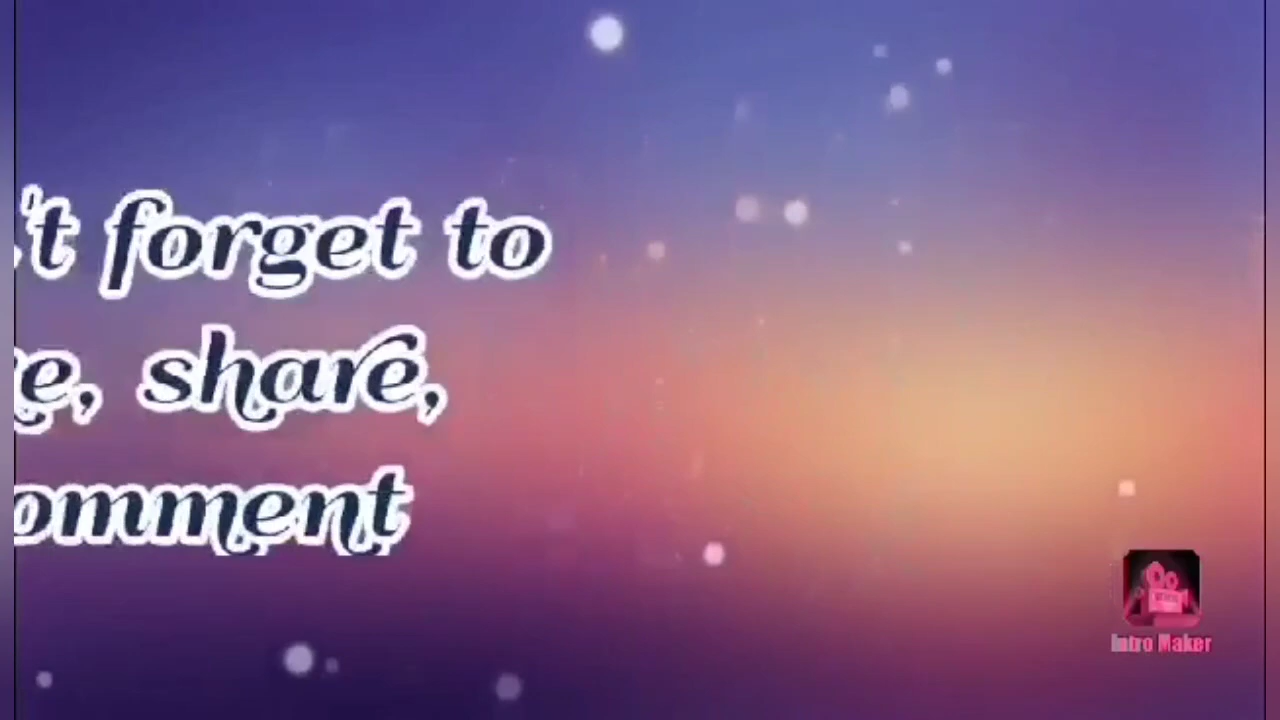 't forget to
e, share,
omment
Intro Maker